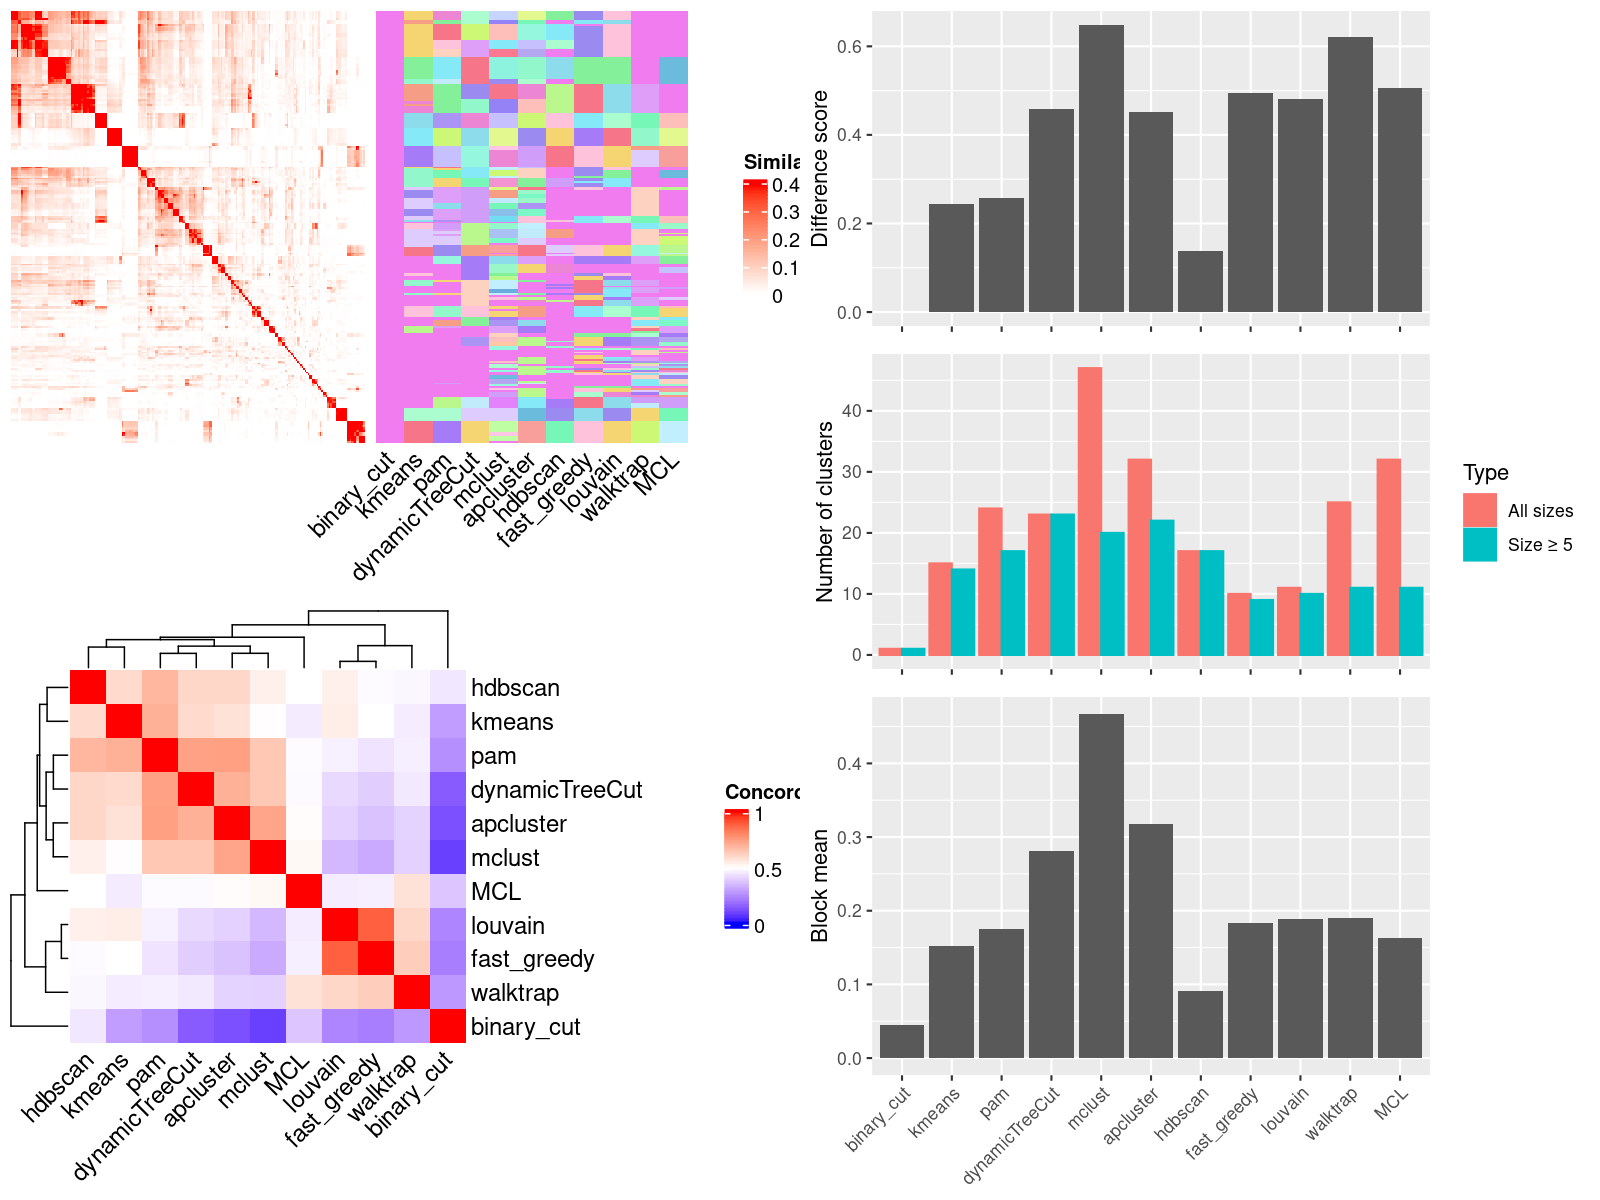 Simila
0.4
0.3
0.2
0.1
0
binary_cut
kmeans
pam
dynamicTreeCut
mclust
apcluster
hdbscan
fast_greedy
louvain
walktrap
MCL
hdbscan
kmeans
pam
dynamicTreeCut
apcluster
mclust
MCL
louvain
fast_greedy
walktrap
binary_cut
hdbscan
kmeans
pam
dynamicTreeCut
apcluster
mclust
MCL
louvain
fast_greedy
walktrap
binary_cut
Concord
1
0.5
0
Difference score
0.6
0.4
0.2
0.0
Number of clusters
40
30
20
10
0
Type
All sizes
Size ≥ 5
Block mean
0.4
0.3
0.2
0.1
0.0
binary_cut
kmeans
pam
dynamicTreeCut
mclust
apcluster
hdbscan
fast_greedy
louvain
walktrap
MCL